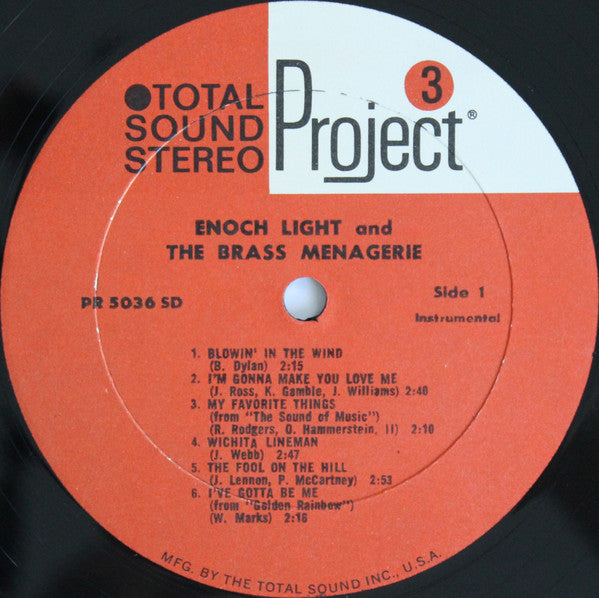 ●TOTAL
SOUND
STEREO
Project 3®
ENOCH LIGHT and
THE BRASS MENAGERIE
PR 5036 SD
Side 1
Instrumental
1. BLOWIN' IN THE WIND
(B. Dylan) 2:15
2. I'M GONNA MAKE YOU LOVE ME
(J. Ross, K. Gamble, J. Williams) 2:40
3. MY FAVORITE THINGS
(from "The Sound of Music")
(R. Rodgers, O. Hammerstein, II) 2:10
4. WICHITA LINEMAN
(J. Webb) 2:47
5. THE FOOL ON THE HILL
(J. Lennon, P. McCartney) 2:53
6. I'VE GOTTA BE ME
(from "Golden Rainbow")
(W. Marks) 2:16
MFG. BY THE TOTAL SOUND INC., U.S.A.